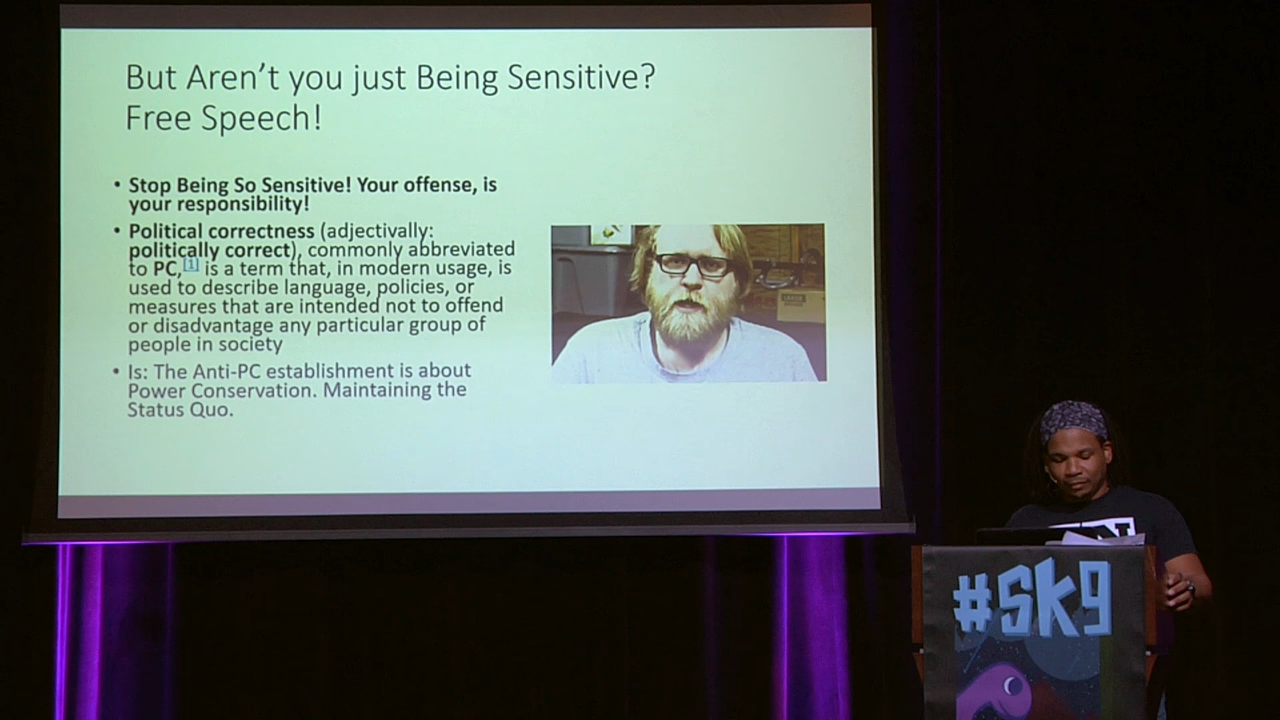 But Aren't you just Being Sensitive?
Free Speech!
• Stop Being So Sensitive! Your offense, is
your responsibility!
• Political correctness (adjectivally:
politically correct), commonly abbreviated
to PC,[1] is a term that, in modern usage, is
used to describe language, policies, or
measures that are intended not to offend
or disadvantage any particular group of
people in society
• Is: The Anti-PC establishment is about
Power Conservation. Maintaining the
Status Quo.
#SK9